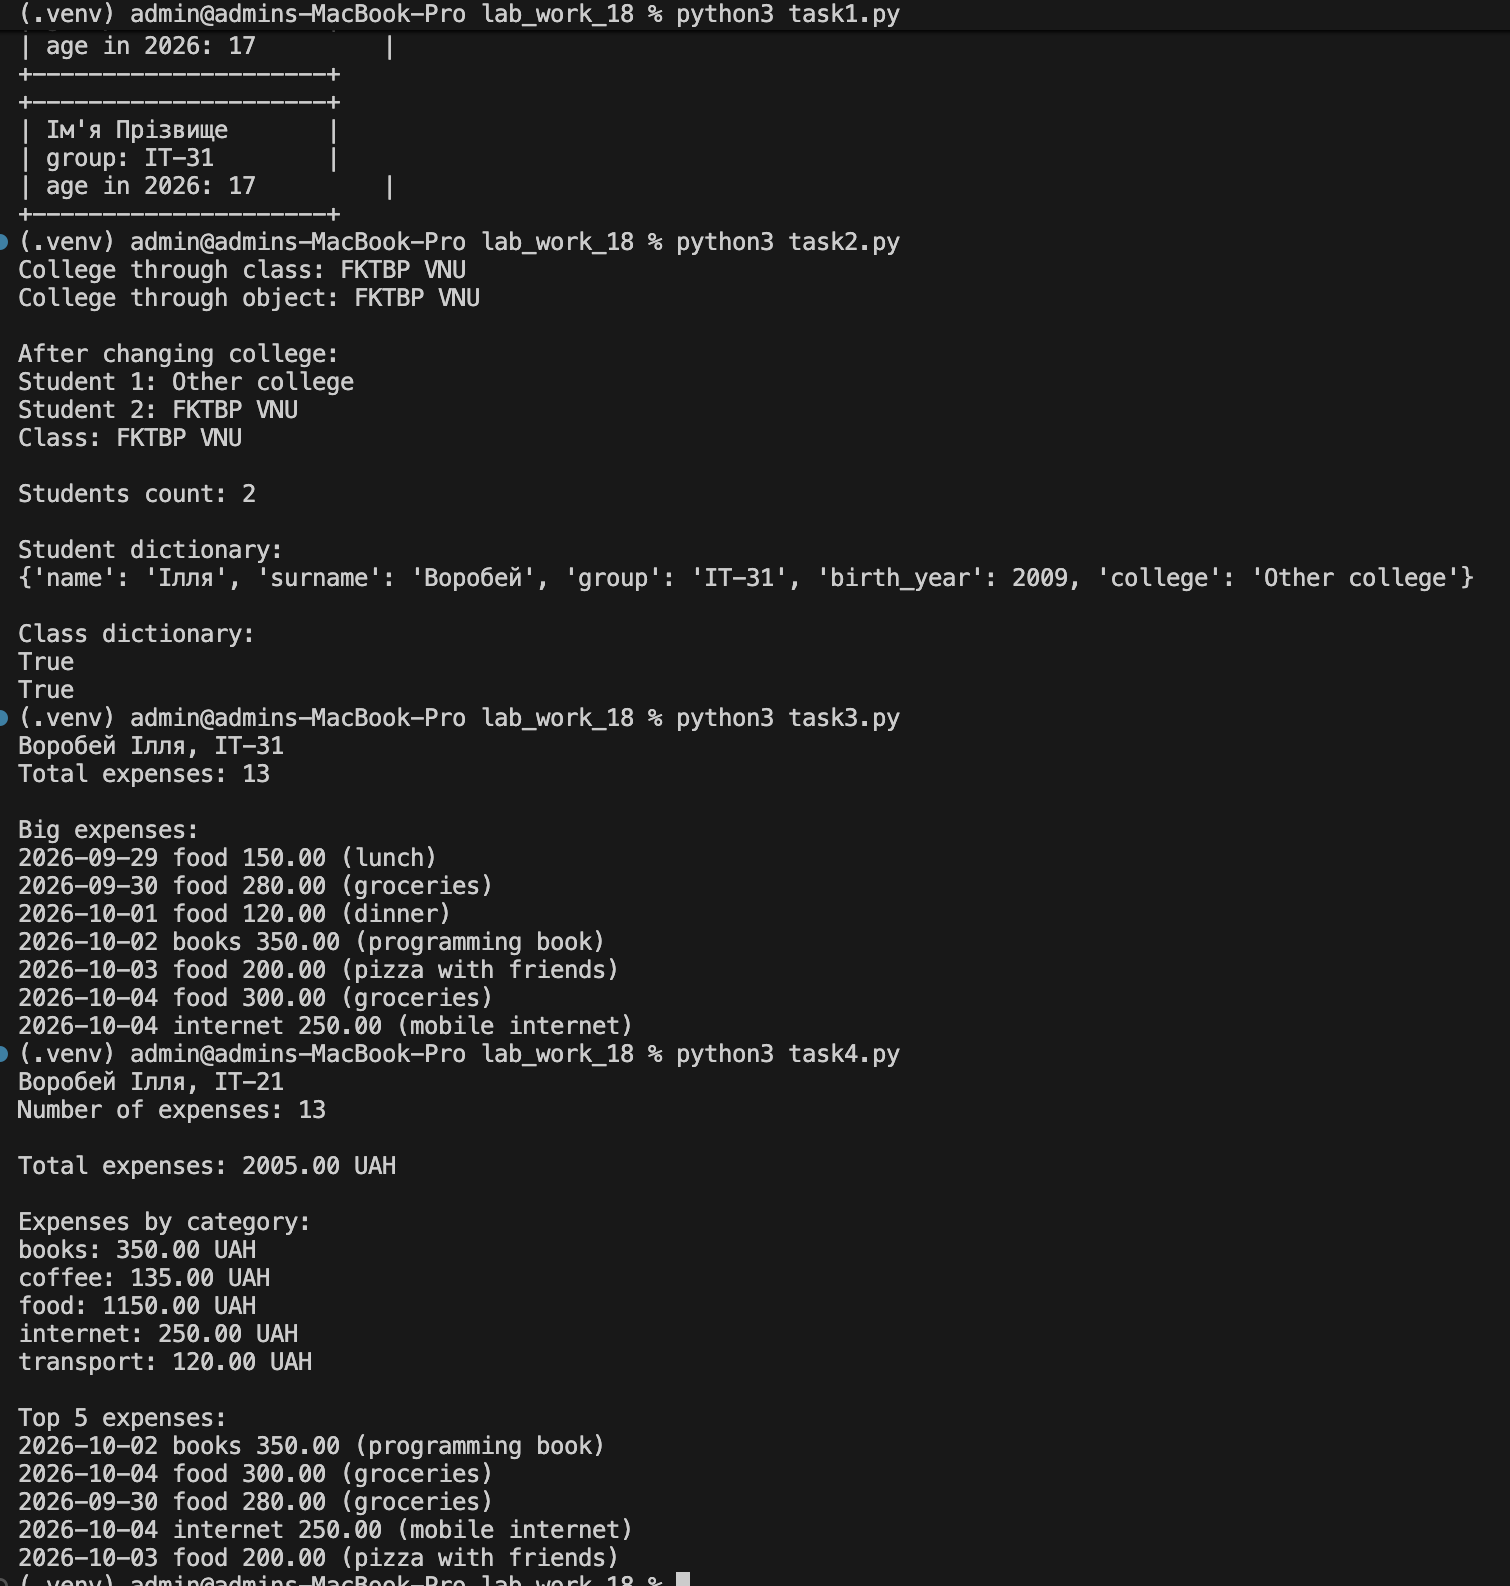 (.venv) admin@admins-MacBook-Pro lab_work_18 % python3 task1.py
| age in 2026: 17         |
+---------------------+
+---------------------+
| Ім'я Прізвище       |
| group: IT-31        |
| age in 2026: 17         |
+---------------------+
(.venv) admin@admins-MacBook-Pro lab_work_18 % python3 task2.py
College through class: FKTBP VNU
College through object: FKTBP VNU

After changing college:
Student 1: Other college
Student 2: FKTBP VNU
Class: FKTBP VNU

Students count: 2

Student dictionary:
{'name': 'Ілля', 'surname': 'Воробей', 'group': 'IT-31', 'birth_year': 2009, 'college': 'Other college'}

Class dictionary:
True
True
(.venv) admin@admins-MacBook-Pro lab_work_18 % python3 task3.py
Воробей Ілля, IT-31
Total expenses: 13

Big expenses:
2026-09-29 food 150.00 (lunch)
2026-09-30 food 280.00 (groceries)
2026-10-01 food 120.00 (dinner)
2026-10-02 books 350.00 (programming book)
2026-10-03 food 200.00 (pizza with friends)
2026-10-04 food 300.00 (groceries)
2026-10-04 internet 250.00 (mobile internet)
(.venv) admin@admins-MacBook-Pro lab_work_18 % python3 task4.py
Воробей Ілля, IT-21
Number of expenses: 13

Total expenses: 2005.00 UAH

Expenses by category:
books: 350.00 UAH
coffee: 135.00 UAH
food: 1150.00 UAH
internet: 250.00 UAH
transport: 120.00 UAH

Top 5 expenses:
2026-10-02 books 350.00 (programming book)
2026-10-04 food 300.00 (groceries)
2026-09-30 food 280.00 (groceries)
2026-10-04 internet 250.00 (mobile internet)
2026-10-03 food 200.00 (pizza with friends)
(.venv) admin@admins-MacBook-Pro lab_work_18 %